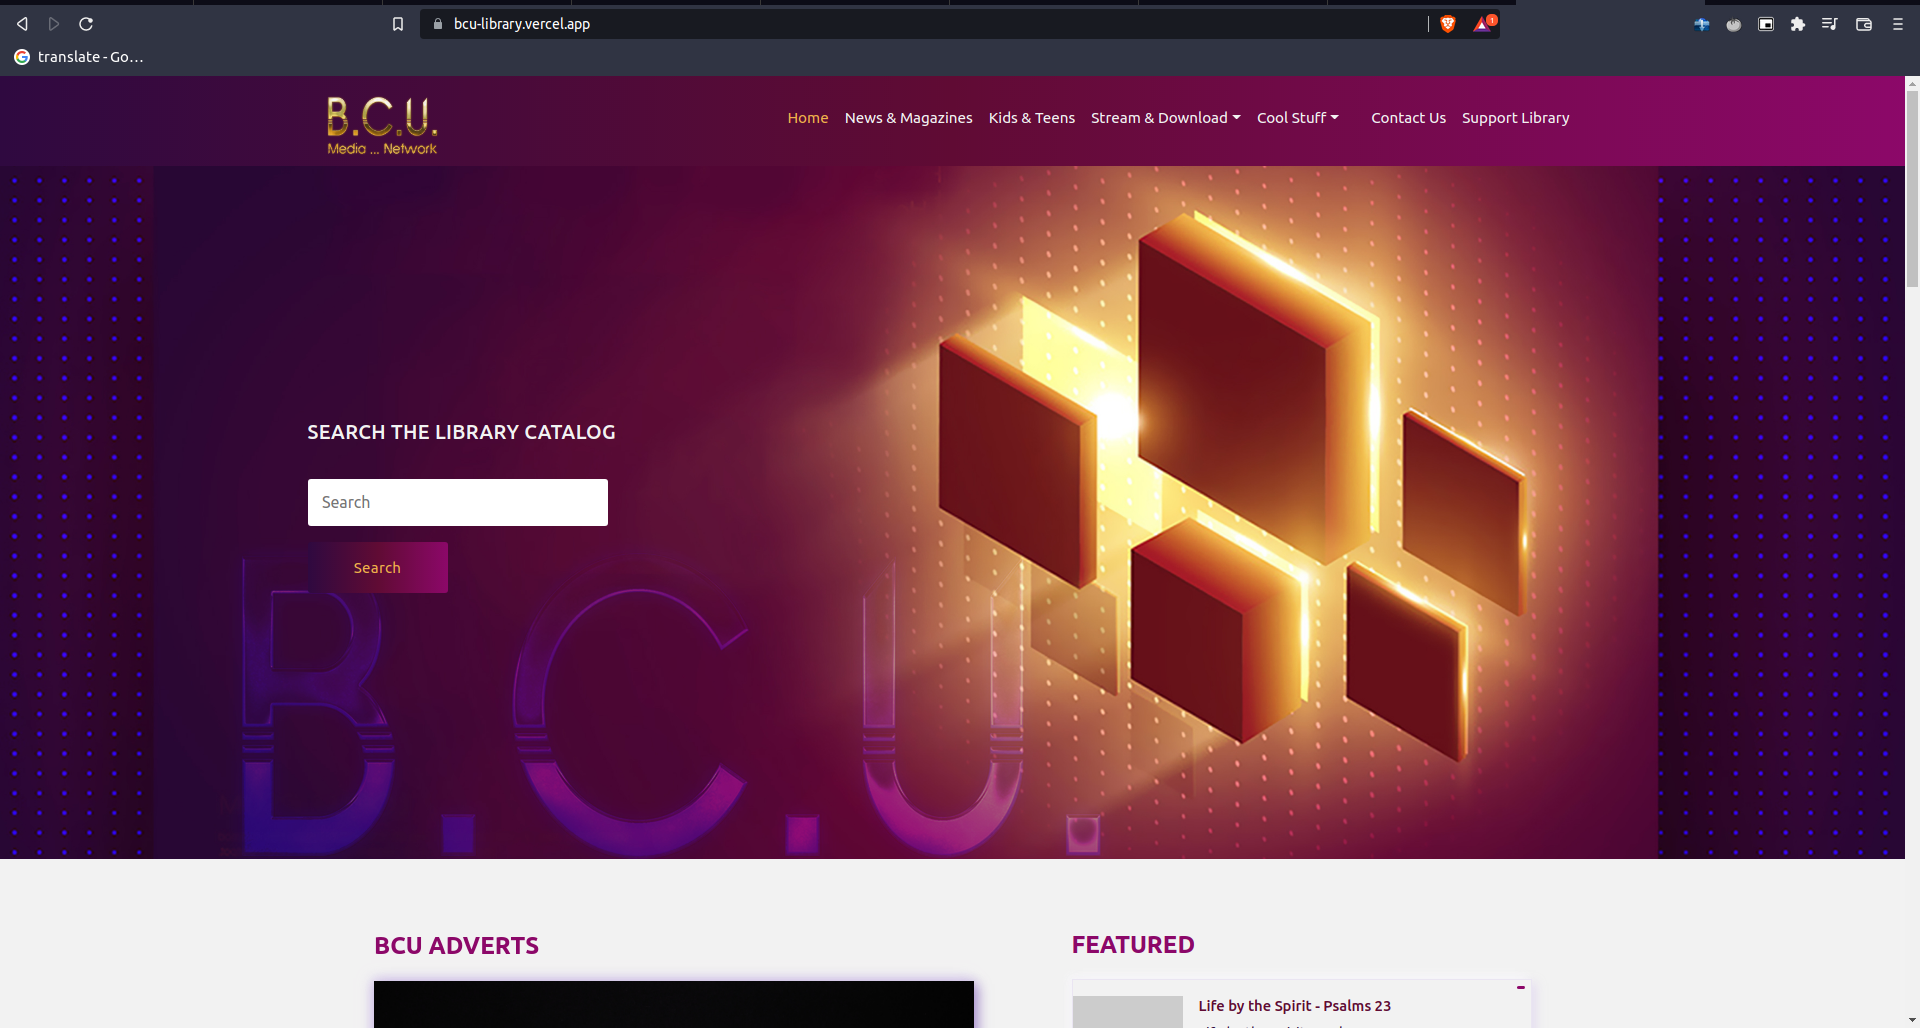 bcu-library.vercel.app
1
translate - Go...
B.C.U.
Media ... Network
Home News & Magazines Kids & Teens Stream & Download Cool Stuff Contact Us Support Library
SEARCH THE LIBRARY CATALOG
Search
Search
B.C.U.
BCU ADVERTS
FEATURED
Life by the Spirit - Psalms 23